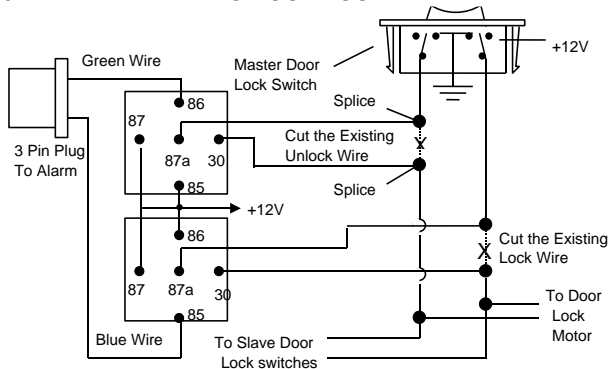 Green Wire
Master Door
Lock Switch
+12V
Splice
86
87
87a
30
3 Pin Plug
To Alarm
Cut the Existing
Unlock Wire
X
85
Splice
+12V
86
Cut the Existing
Lock Wire
X
87
87a
30
85
To Door
Lock
Motor
Blue Wire
To Slave Door
Lock switches